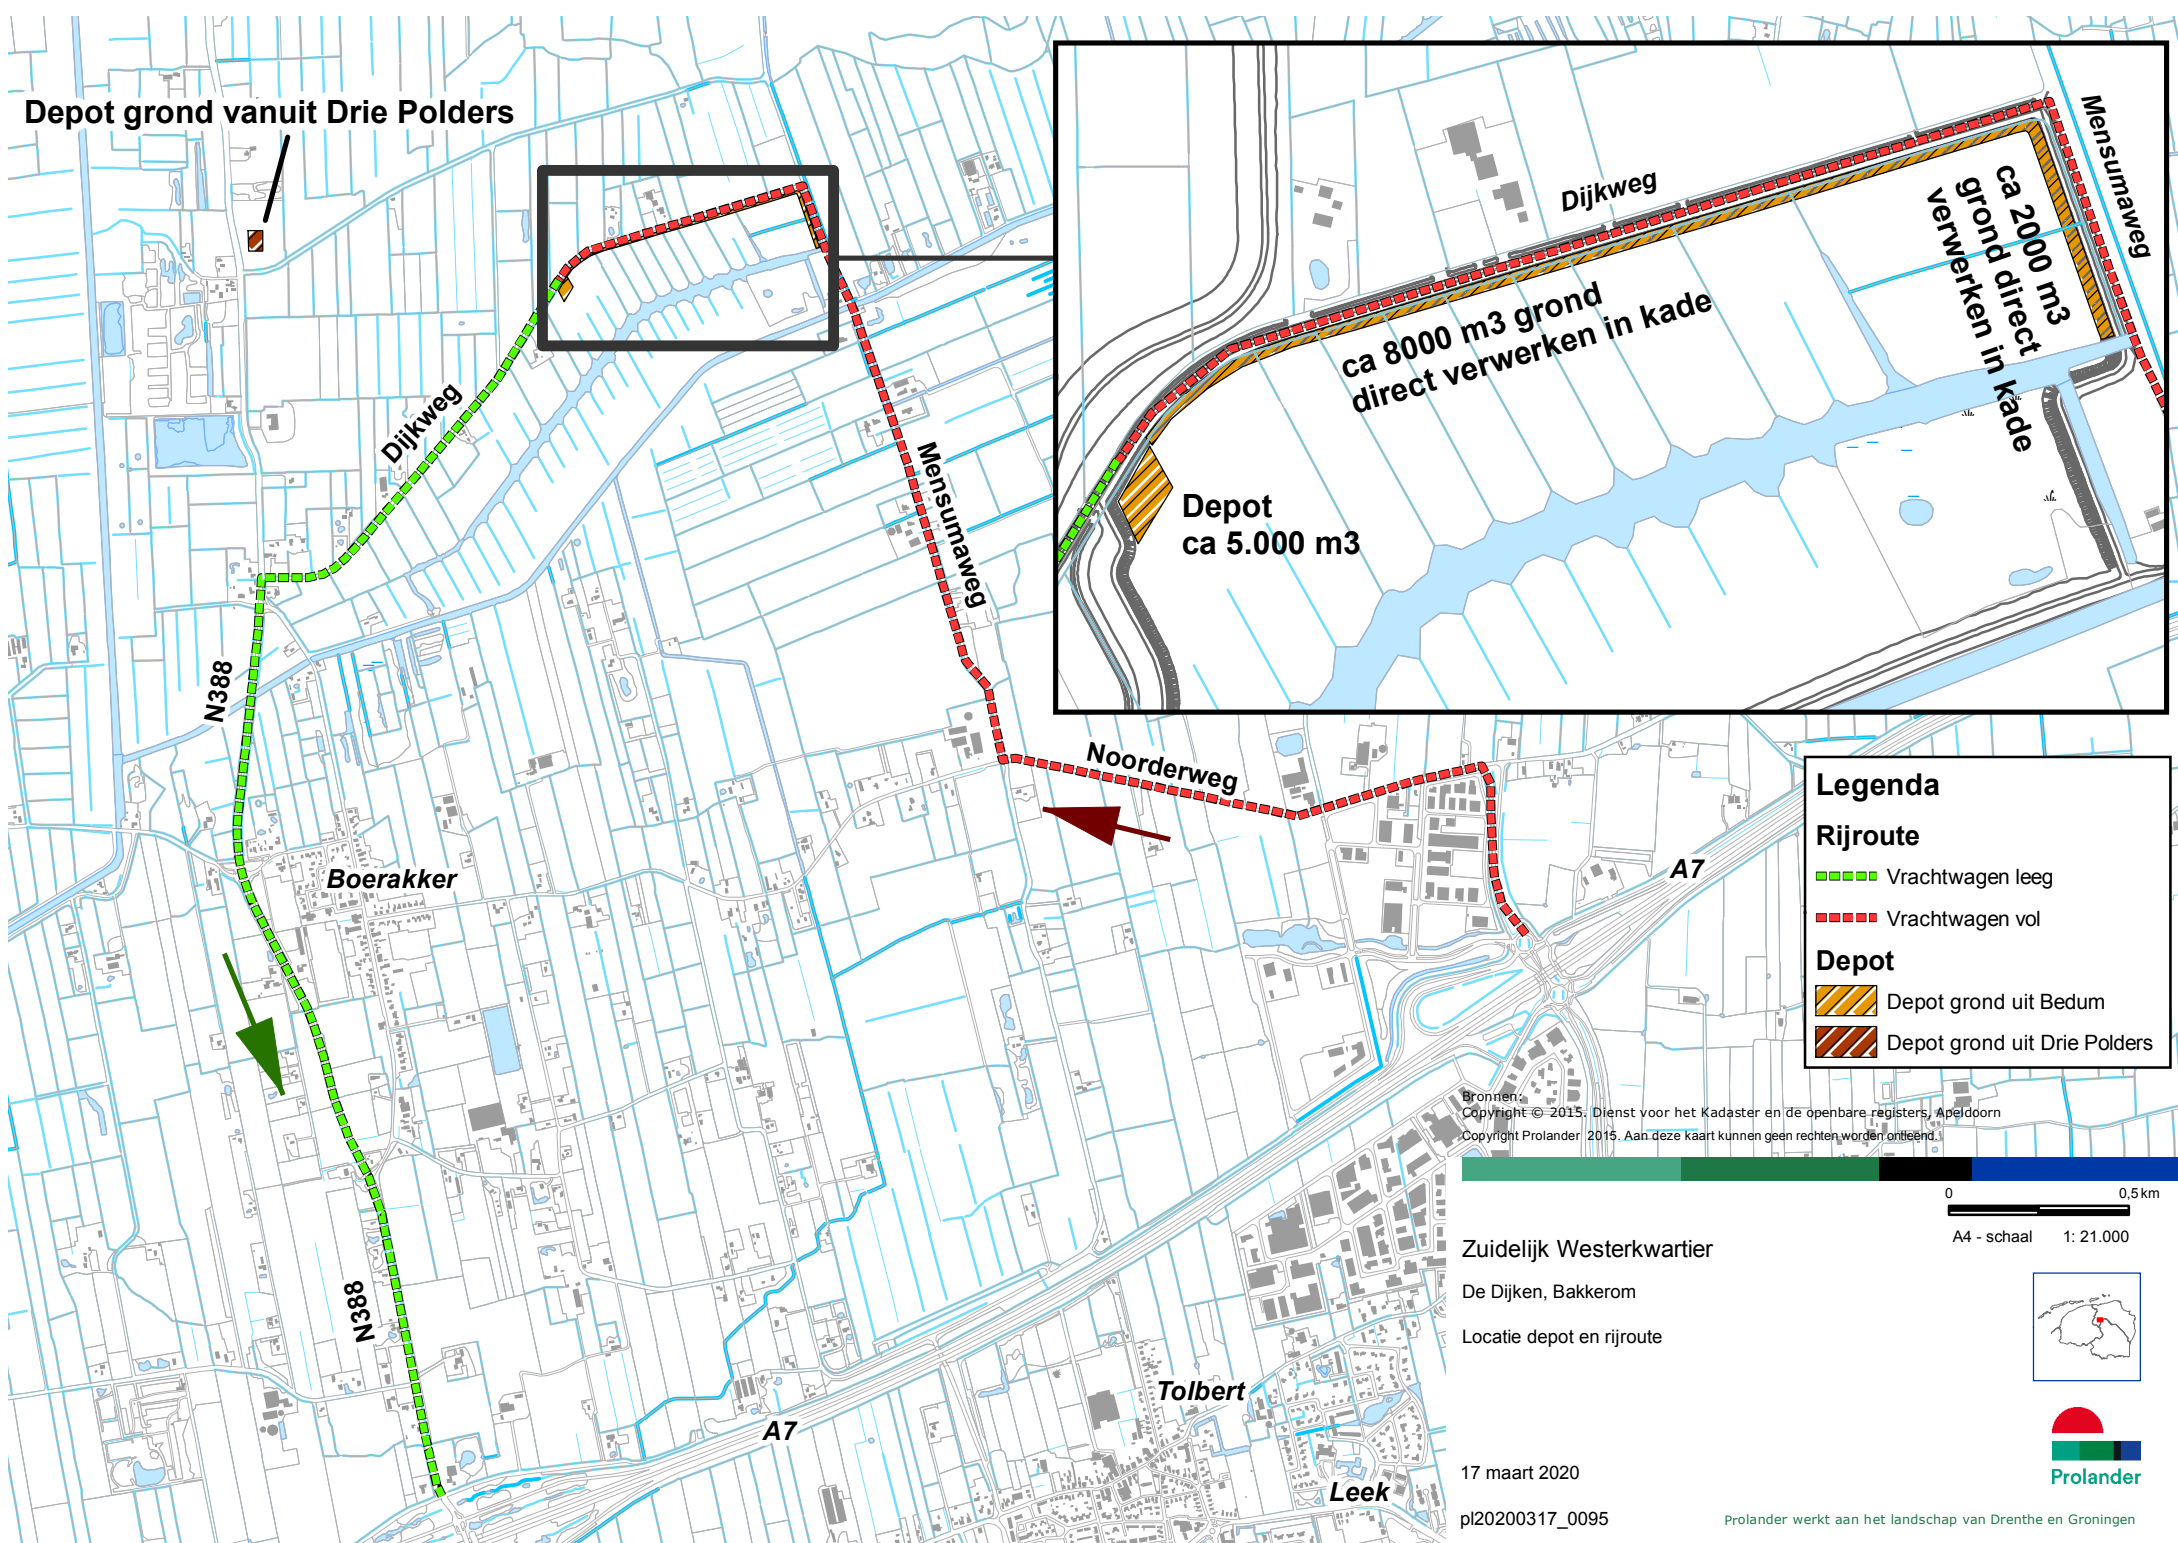 Depot grond vanuit Drie Polders
Dijkweg
Mensumaweg
ca 2000 m3
grond direct
verwerken in kade
ca 8000 m3 grond
direct verwerken in kade
Depot
ca 5.000 m3
Dijkweg
Mensumaweg
N388
Noorderweg
Boerakker
A7
N388
A7
Tolbert
Leek
Legenda
Rijroute
Vrachtwagen leeg
Vrachtwagen vol
Depot
Depot grond uit Bedum
Depot grond uit Drie Polders
Bronnen:
Copyright © 2015. Dienst voor het Kadaster en de openbare registers, Apeldoorn
Copyright Prolander 2015. Aan deze kaart kunnen geen rechten worden ontleend.
0 0,5 km
A4 - schaal 1: 21.000
Zuidelijk Westerkwartier
De Dijken, Bakkerom
Locatie depot en rijroute
17 maart 2020
pl20200317_0095
Prolander
Prolander werkt aan het landschap van Drenthe en Groningen